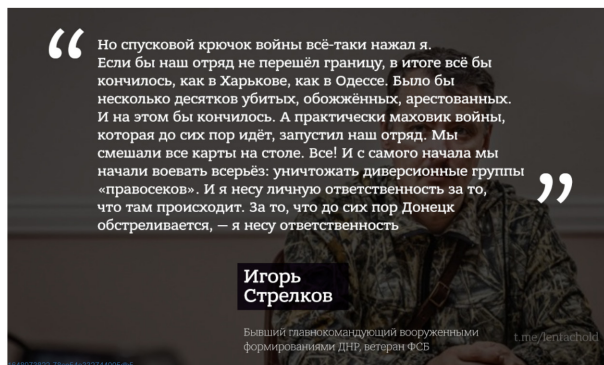 “
Но спусковой крючок войны всё-таки нажал я.
Если бы наш отряд не перешёл границу, в итоге всё бы
кончилось, как в Харькове, как в Одессе. Было бы
несколько десятков убитых, обожжённых, арестованных.
И на этом бы кончилось. А практически маховик войны,
которая до сих пор идёт, запустил наш отряд. Мы
смешали все карты на столе. Все! И с самого начала мы
начали воевать всерьёз: уничтожать диверсионные группы
«правосеков». И я несу личную ответственность за то,
что там происходит. За то, что до сих пор Донецк
обстреливается, — я несу ответственность
”
Игорь
Стрелков
Бывший главнокомандующий вооруженными
формированиями ДНР, ветеран ФСБ
t.me/lentachold